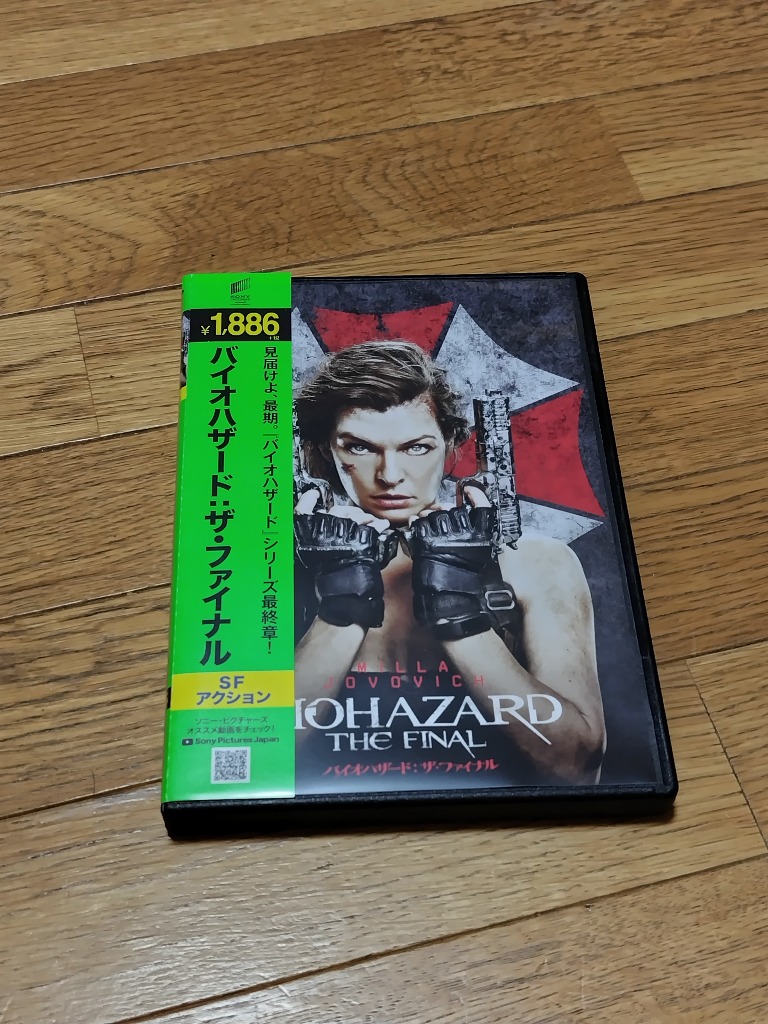 SONY
¥1,886
+税
見届けよ、最期。「バイオハザード」シリーズ最終章！
バイオハザード：ザ・ファイナル
SF
アクション
ソニー・ピクチャーズ
オススメ動画をチェック！
Sony Pictures Japan
MILLA
JOVOVICH
IOHAZARD
THE FINAL
バイオハザード：ザ・ファイナル